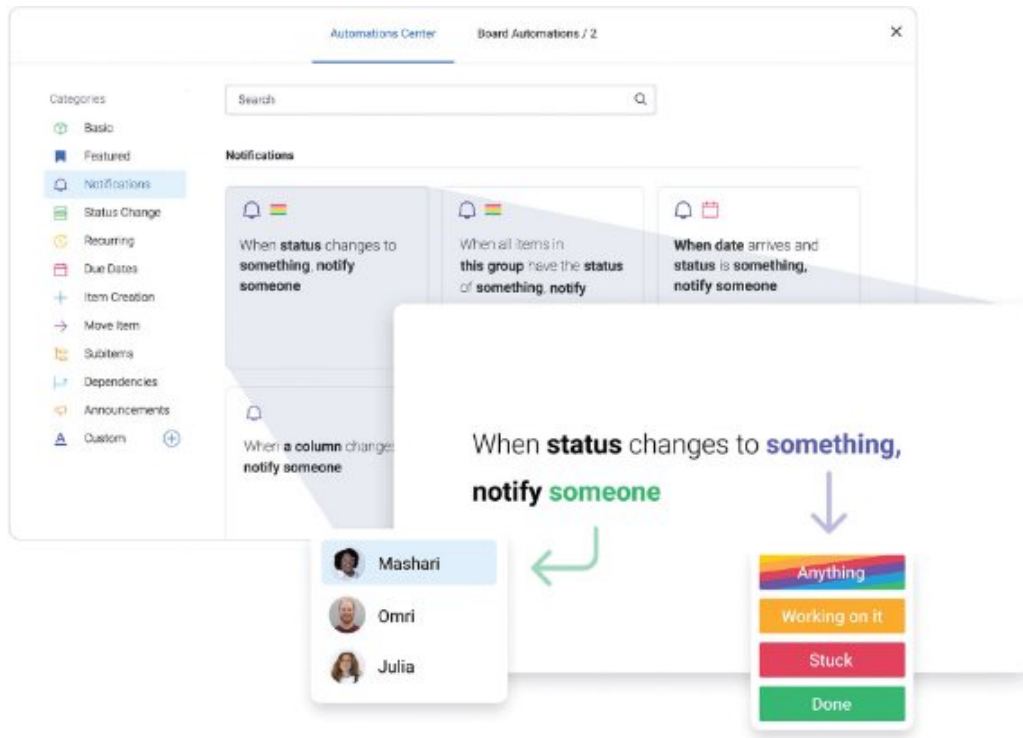 Automations Center
Board Automations / 2
Categories
Search
Basic
Featured
Notifications
Notifications
Status Change
Recurring
Due Dates
Item Creation
Move Item
Subitems
Dependencies
Announcements
Custom
When status changes to
something, notify
someone
When all items in
this group have the status
of something, notify
When date arrives and
status is something,
notify someone
When a column changes
notify someone
When status changes to something,
notify someone
Mashari
Omri
Julia
Anything
Working on it
Stuck
Done